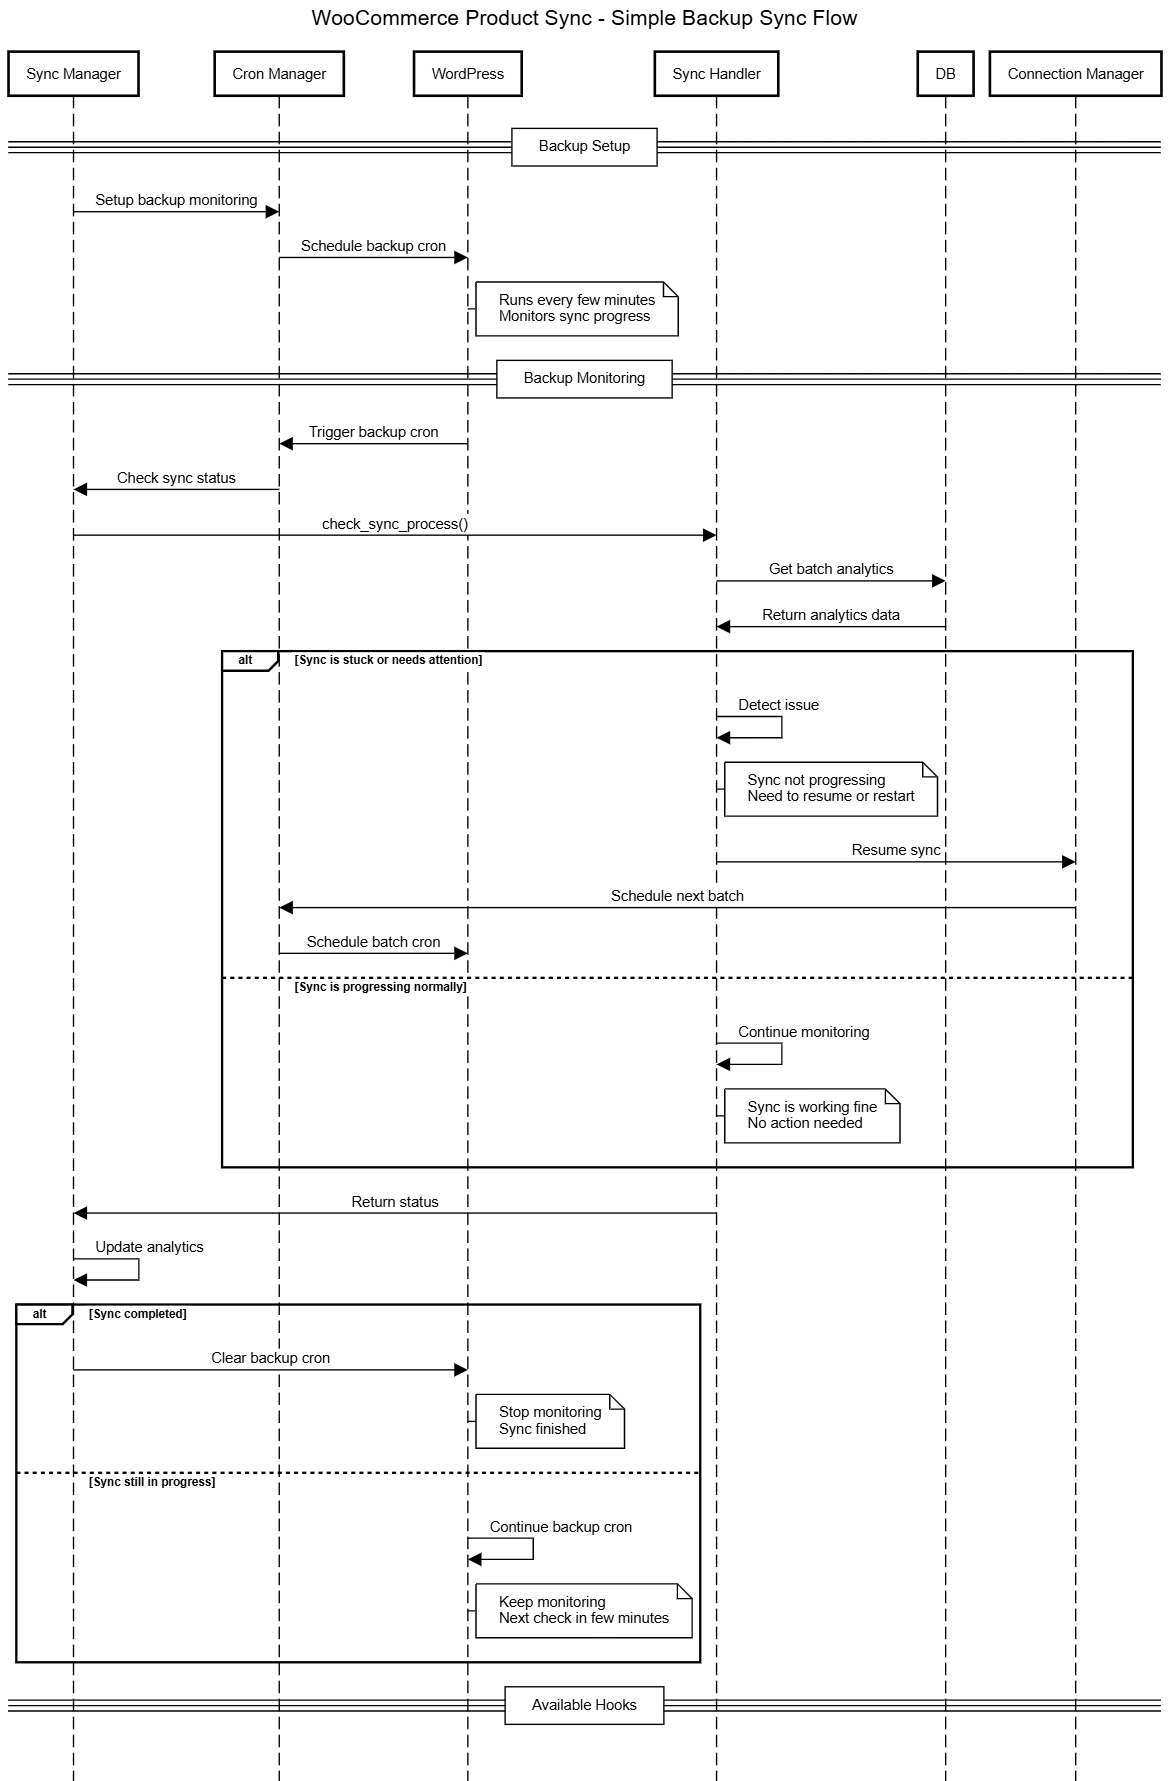 WooCommerce Product Sync - Simple Backup Sync Flow
Sync Manager
Cron Manager
WordPress
Sync Handler
DB
Connection Manager
Backup Setup
Setup backup monitoring
Schedule backup cron
Runs every few minutes
Monitors sync progress
Backup Monitoring
Trigger backup cron
Check sync status
check_sync_process()
Get batch analytics
Return analytics data
alt
[Sync is stuck or needs attention]
Detect issue
Sync not progressing
Need to resume or restart
Resume sync
Schedule next batch
Schedule batch cron
[Sync is progressing normally]
Continue monitoring
Sync is working fine
No action needed
Return status
Update analytics
alt
[Sync completed]
Clear backup cron
Stop monitoring
Sync finished
[Sync still in progress]
Continue backup cron
Keep monitoring
Next check in few minutes
Available Hooks